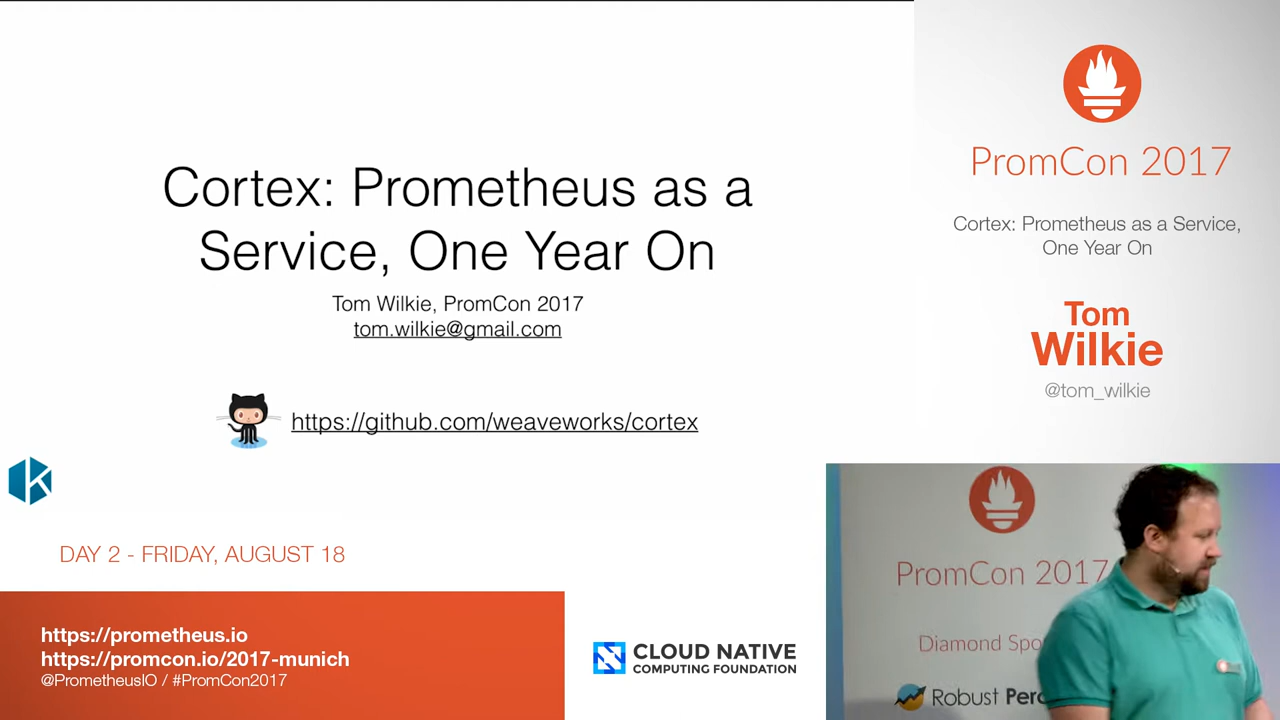 Cortex: Prometheus as a
Service, One Year On
Tom Wilkie, PromCon 2017
tom.wilkie@gmail.com
https://github.com/weaveworks/cortex
PromCon 2017
Cortex: Prometheus as a Service,
One Year On
Tom
Wilkie
@tom_wilkie
DAY 2 - FRIDAY, AUGUST 18
https://prometheus.io
https://promcon.io/2017-munich
@PrometheusIO / #PromCon2017
CLOUD NATIVE
COMPUTING FOUNDATION
PromCon 2017
Diamond
Robust